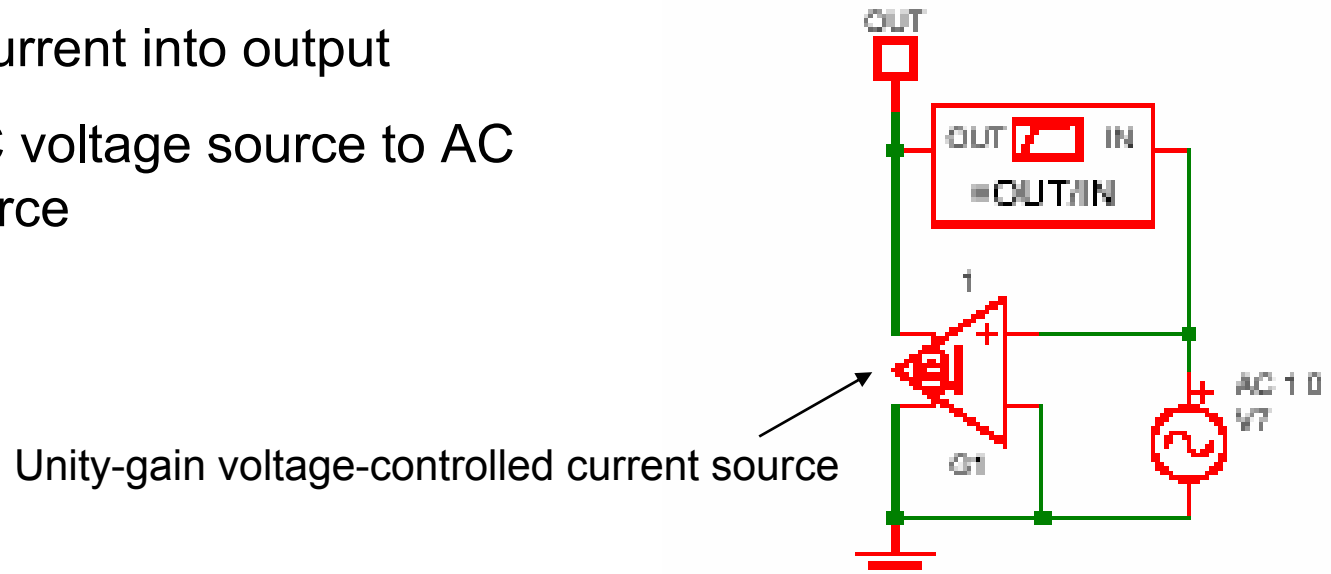 urrent into output
C voltage source to AC
rce
OUT
OUT IN
=OUT/IN
1
+
+ AC 1 0
V7
G1
Unity-gain voltage-controlled current source